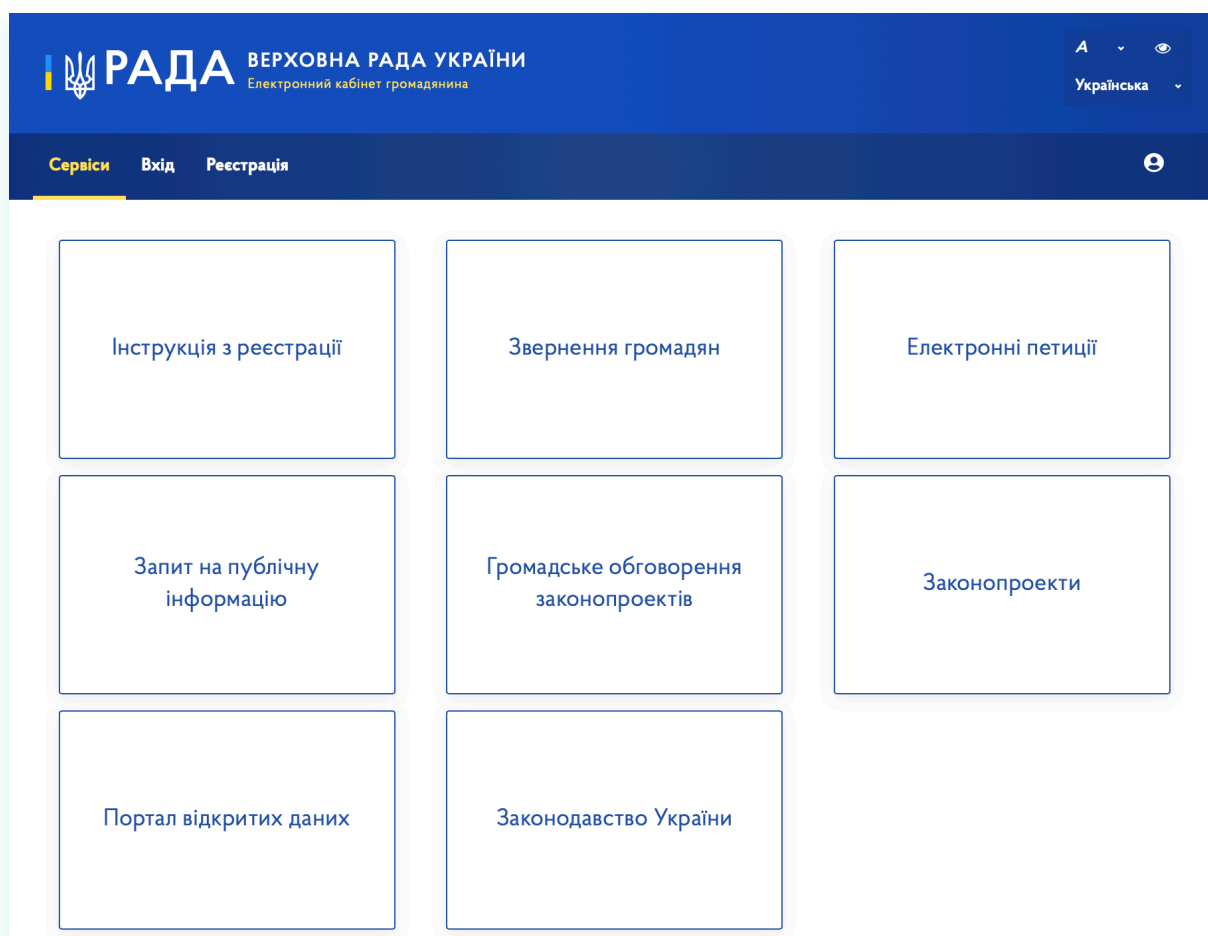 РАДА
ВЕРХОВНА РАДА УКРАЇНИ
Електронний кабінет громадянина
A
Українська
Сервіси Вхід Реєстрація
Інструкція з реєстрації
Звернення громадян
Електронні петиції
Запит на публічну
інформацію
Громадське обговорення
законопроектів
Законопроекти
Портал відкритих даних
Законодавство України